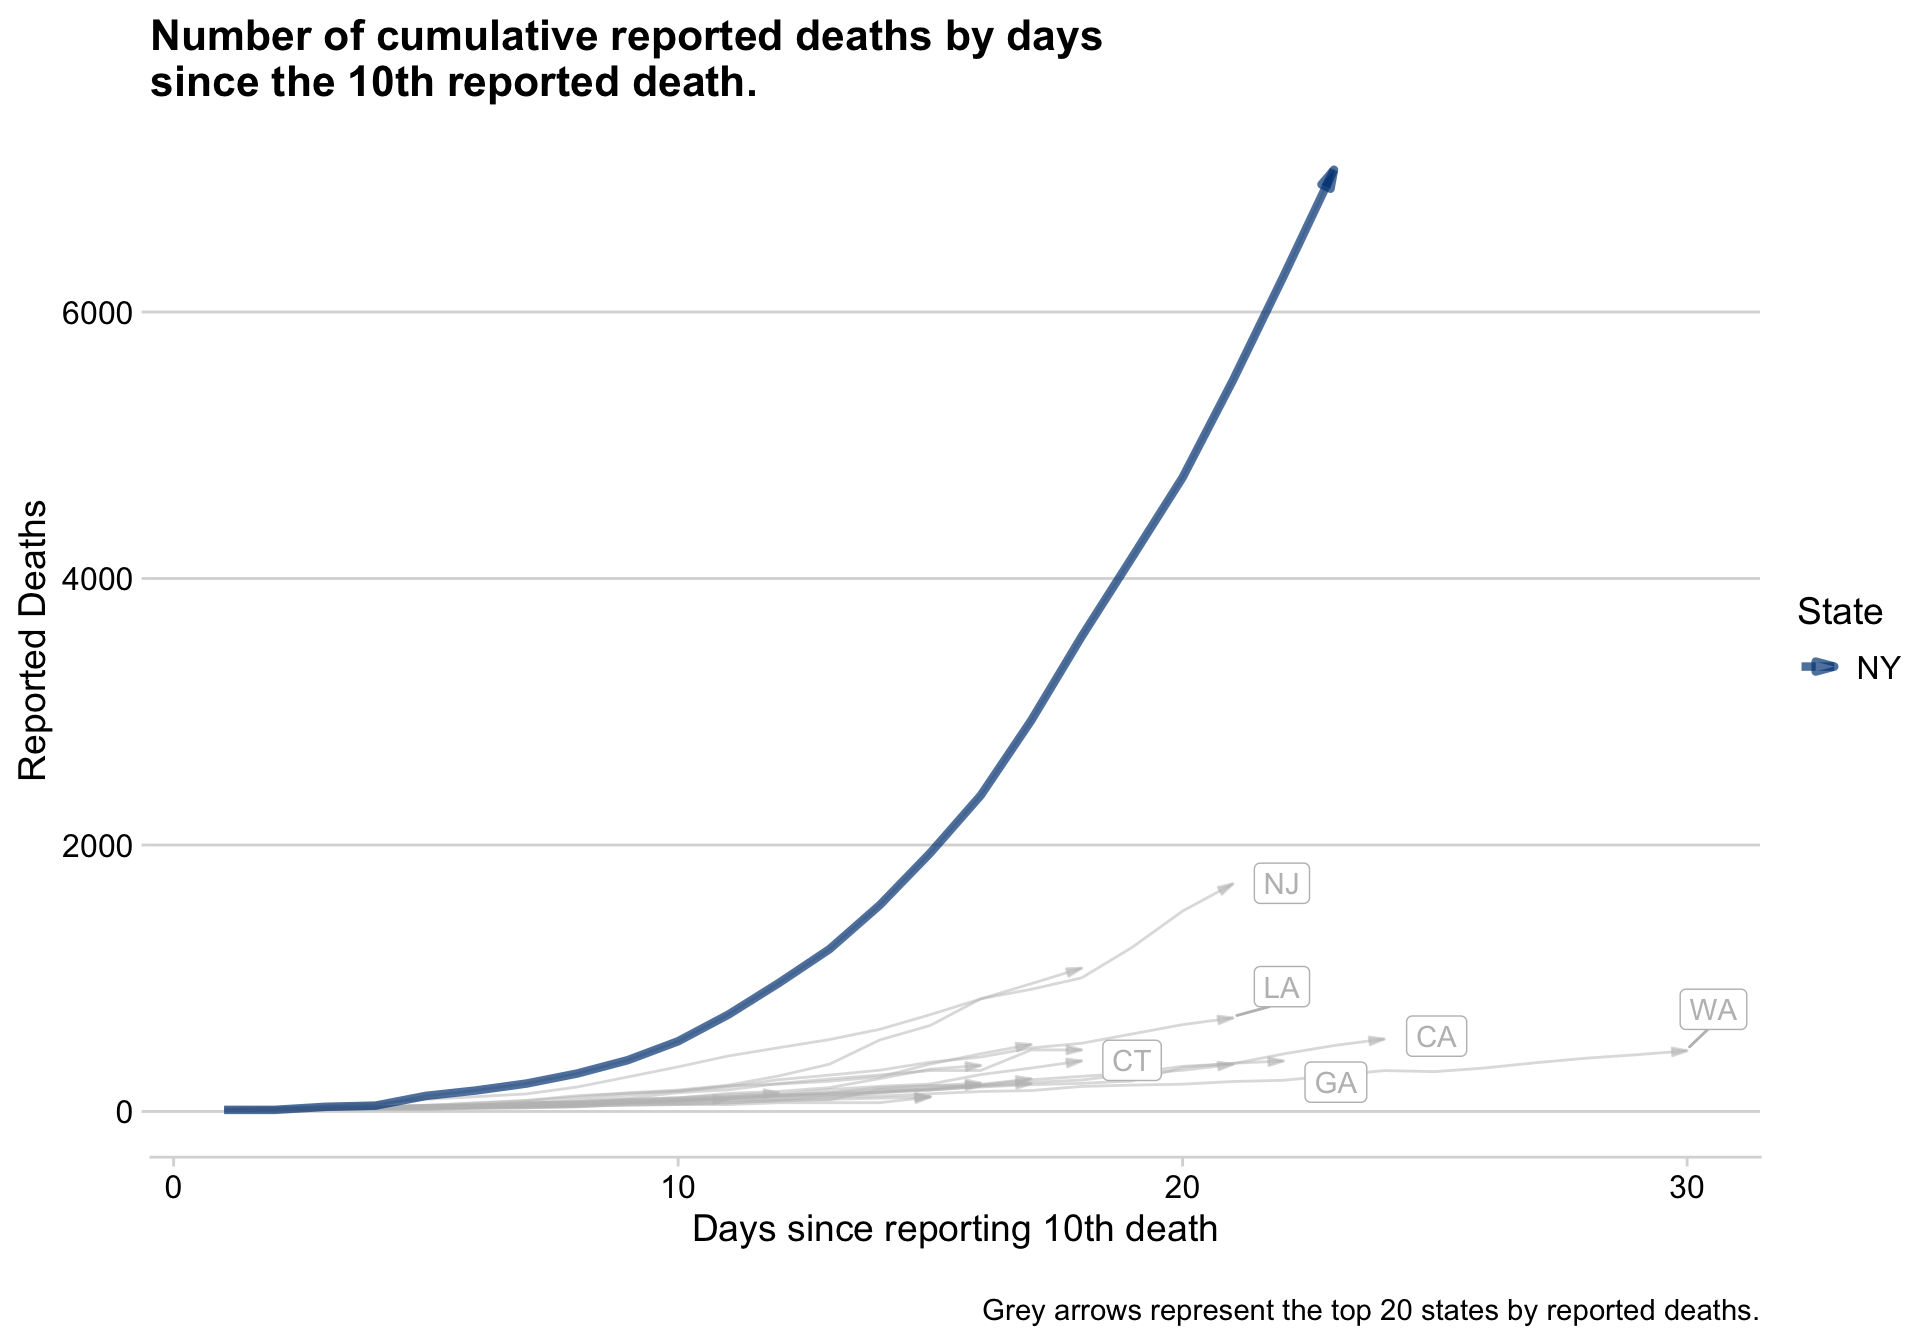 Number of cumulative reported deaths by days
since the 10th reported death.
Reported Deaths
6000
4000
2000
0
NJ
LA
WA
CA
CT
GA
State
NY
0
10
20
30
Days since reporting 10th death
Grey arrows represent the top 20 states by reported deaths.